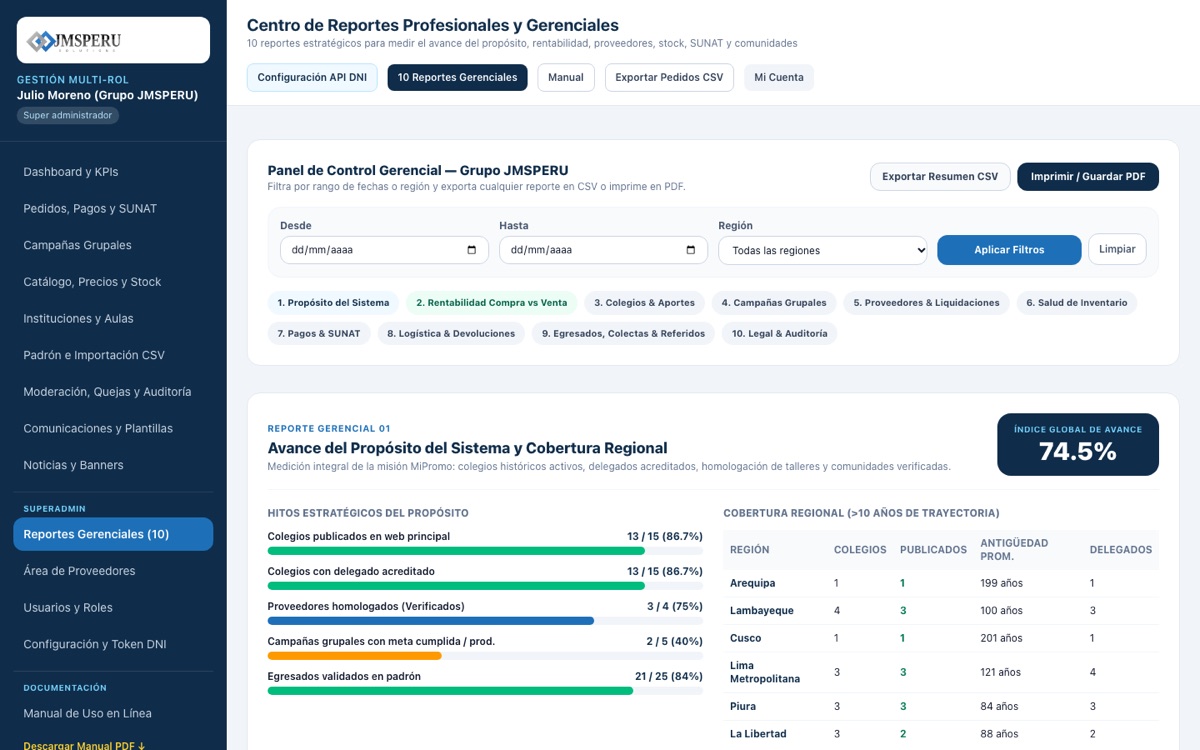 JMSPERU
SOLUTIONS
GESTIÓN MULTI-ROL
Julio Moreno (Grupo JMSPERU)
Super administrador
Dashboard y KPIs
Pedidos, Pagos y SUNAT
Campañas Grupales
Catálogo, Precios y Stock
Instituciones y Aulas
Padrón e Importación CSV
Moderación, Quejas y Auditoría
Comunicaciones y Plantillas
Noticias y Banners
SUPERADMIN
Reportes Gerenciales (10)
Área de Proveedores
Usuarios y Roles
Configuración y Token DNI
DOCUMENTACIÓN
Manual de Uso en Línea
Descargar Manual PDF ↓
Centro de Reportes Profesionales y Gerenciales
10 reportes estratégicos para medir el avance del propósito, rentabilidad, proveedores, stock, SUNAT y comunidades
Configuración API DNI 10 Reportes Gerenciales Manual Exportar Pedidos CSV Mi Cuenta
Panel de Control Gerencial — Grupo JMSPERU
Filtra por rango de fechas o región y exporta cualquier reporte en CSV o imprime en PDF.
Exportar Resumen CSV Imprimir / Guardar PDF
Desde Hasta Región
dd/mm/aaaa dd/mm/aaaa Todas las regiones Aplicar Filtros Limpiar
1. Propósito del Sistema 2. Rentabilidad Compra vs Venta 3. Colegios & Aportes 4. Campañas Grupales 5. Proveedores & Liquidaciones 6. Salud de Inventario
7. Pagos & SUNAT 8. Logística & Devoluciones 9. Egresados, Colectas & Referidos 10. Legal & Auditoría
REPORTE GERENCIAL 01
Avance del Propósito del Sistema y Cobertura Regional
Medición integral de la misión MiPromo: colegios históricos activos, delegados acreditados, homologación de talleres y comunidades verificadas.
ÍNDICE GLOBAL DE AVANCE
74.5%
HITOS ESTRATÉGICOS DEL PROPÓSITO
Colegios publicados en web principal 13 / 15 (86.7%)
Colegios con delegado acreditado 13 / 15 (86.7%)
Proveedores homologados (Verificados) 3 / 4 (75%)
Campañas grupales con meta cumplida / prod. 2 / 5 (40%)
Egresados validados en padrón 21 / 25 (84%)
COBERTURA REGIONAL (>10 AÑOS DE TRAYECTORIA)
REGIÓN COLEGIOS PUBLICADOS ANTIGÜEDAD PROM. DELEGADOS
Arequipa 1 1 199 años 1
Lambayeque 4 3 100 años 3
Cusco 1 1 201 años 1
Lima Metropolitana 3 3 121 años 4
Piura 3 3 84 años 3
La Libertad 3 2 88 años 2